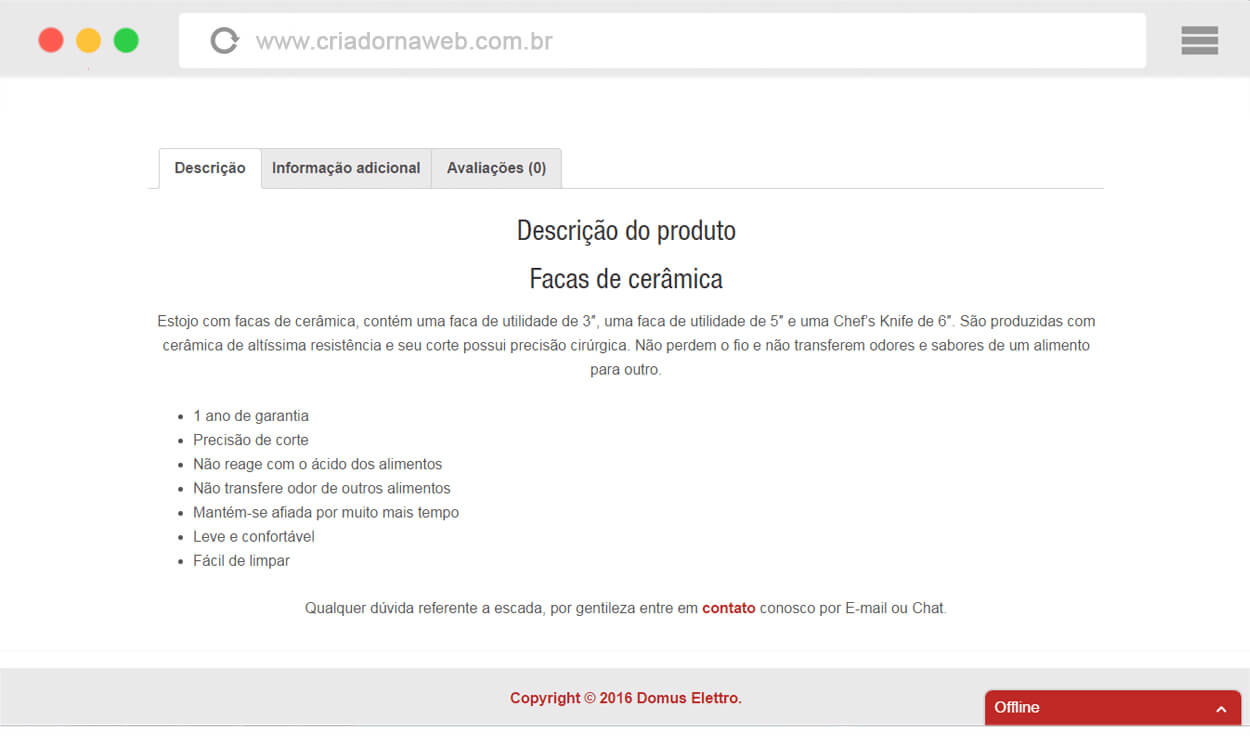 www.criadornaweb.com.br
Descrição Informação adicional Avaliações (0)
Descrição do produto
Facas de cerâmica
Estojo com facas de cerâmica, contém uma faca de utilidade de 3″, uma faca de utilidade de 5″ e uma Chef's Knife de 6″. São produzidas com
cerâmica de altíssima resistência e seu corte possui precisão cirúrgica. Não perdem o fio e não transferem odores e sabores de um alimento
para outro.
• 1 ano de garantia
• Precisão de corte
• Não reage com o ácido dos alimentos
• Não transfere odor de outros alimentos
• Mantém-se afiada por muito mais tempo
• Leve e confortável
• Fácil de limpar
Qualquer dúvida referente a escada, por gentileza entre em contato conosco por E-mail ou Chat.
Copyright © 2016 Domus Elettro.
Offline